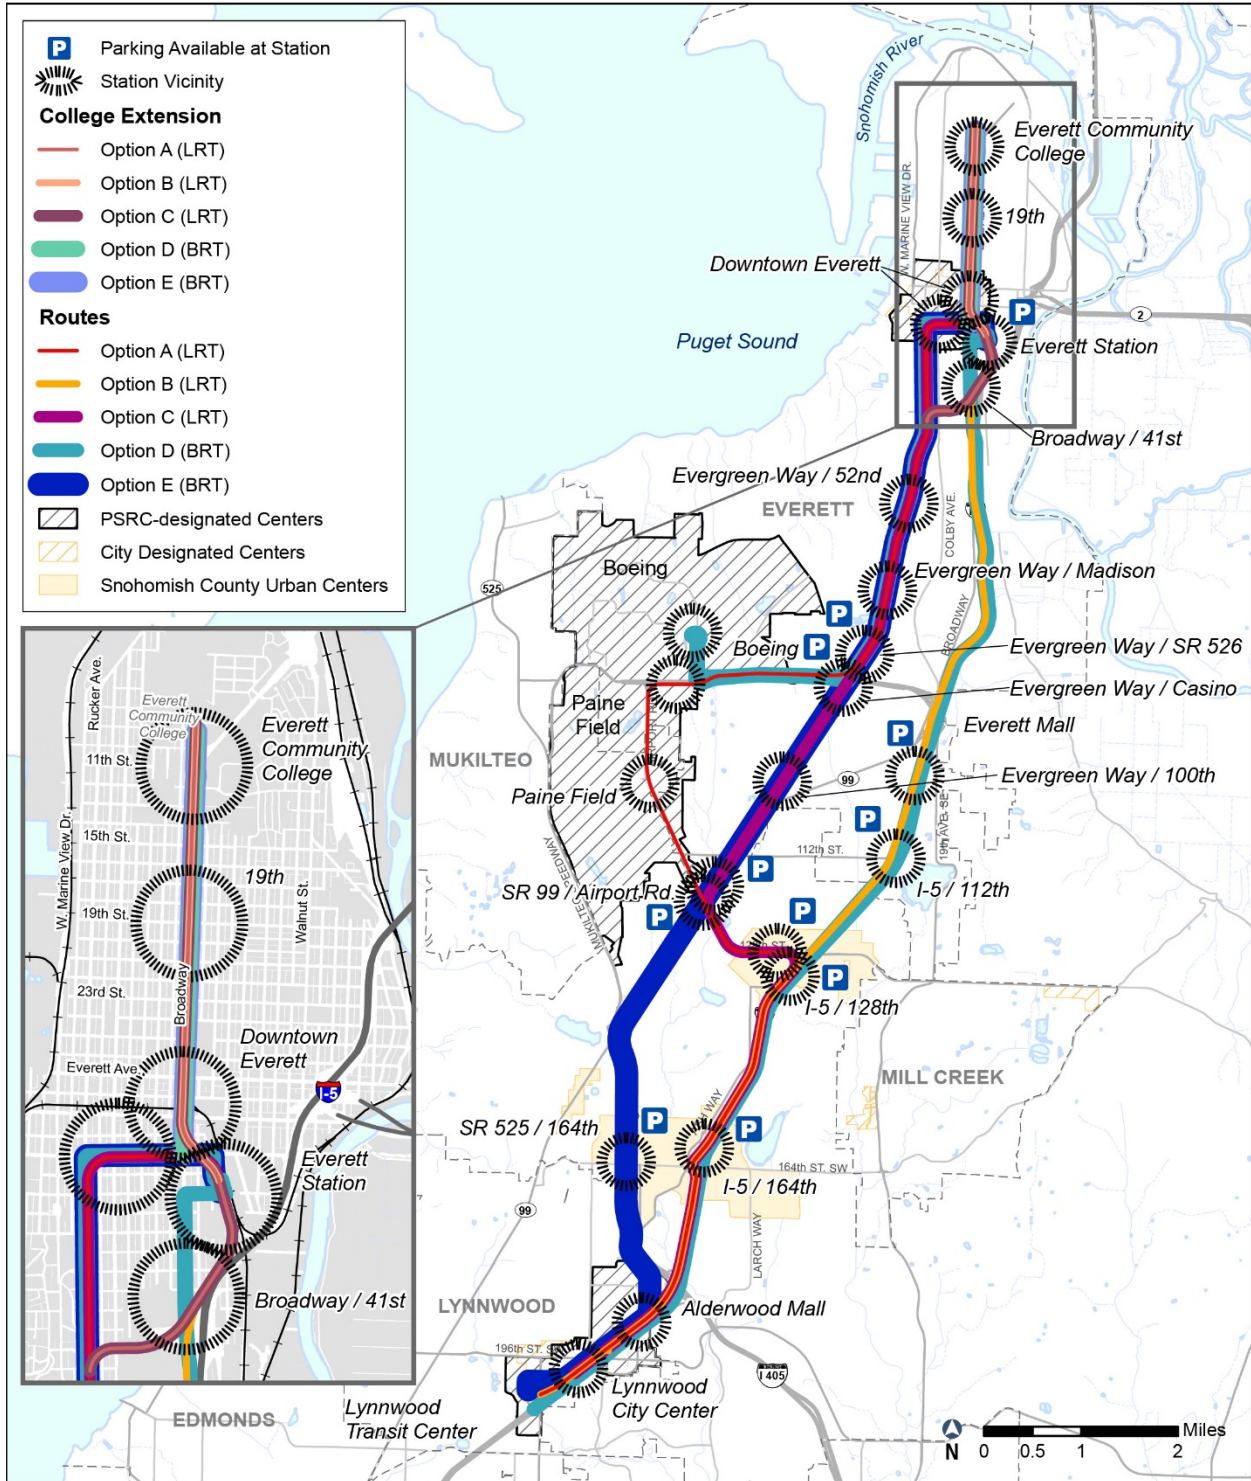 P Parking Available at Station
Station Vicinity
College Extension
Option A (LRT)
Option B (LRT)
Option C (LRT)
Option D (BRT)
Option E (BRT)
Routes
Option A (LRT)
Option B (LRT)
Option C (LRT)
Option D (BRT)
Option E (BRT)
PSRC-designated Centers
City Designated Centers
Snohomish County Urban Centers
Snohomish River
W. MARINE VIEW DR.
Everett Community
College
19th
Downtown Everett
P
2
Puget Sound
Everett Station
Broadway / 41st
Evergreen Way / 52nd
EVERETT
COLBY AVE.
Evergreen Way / Madison
BROADWAY
525
Boeing
P
Boeing P
Evergreen Way / SR 526
Evergreen Way / Casino
Paine
Field
Everett Mall
P
MUKILTEO
99
Evergreen Way / 100th
Paine Field
19TH AVE. SE
P
112TH ST.
I-5 / 112th
SR 99 / Airport Rd.
P
P
P
P
I-5 / 128th
MILL CREEK
SR 525 / 164th
P
P
164TH ST. SW
I-5 / 164th
99
LARCH WAY
LYNNWOOD
Alderwood Mall
196TH ST.
I 405
Lynnwood
City Center
Lynnwood
Transit Center
EDMONDS
N
0 0.5 1 2
Miles
Rucker Ave.
Everett
Community
College
Everett
Community
College
11th St.
W. Marine View Dr.
15th St.
19th
19th St.
Walnut St.
23rd St.
Broadway
Downtown
Everett
Everett Ave.
I-5
Everett
Station
Broadway / 41st